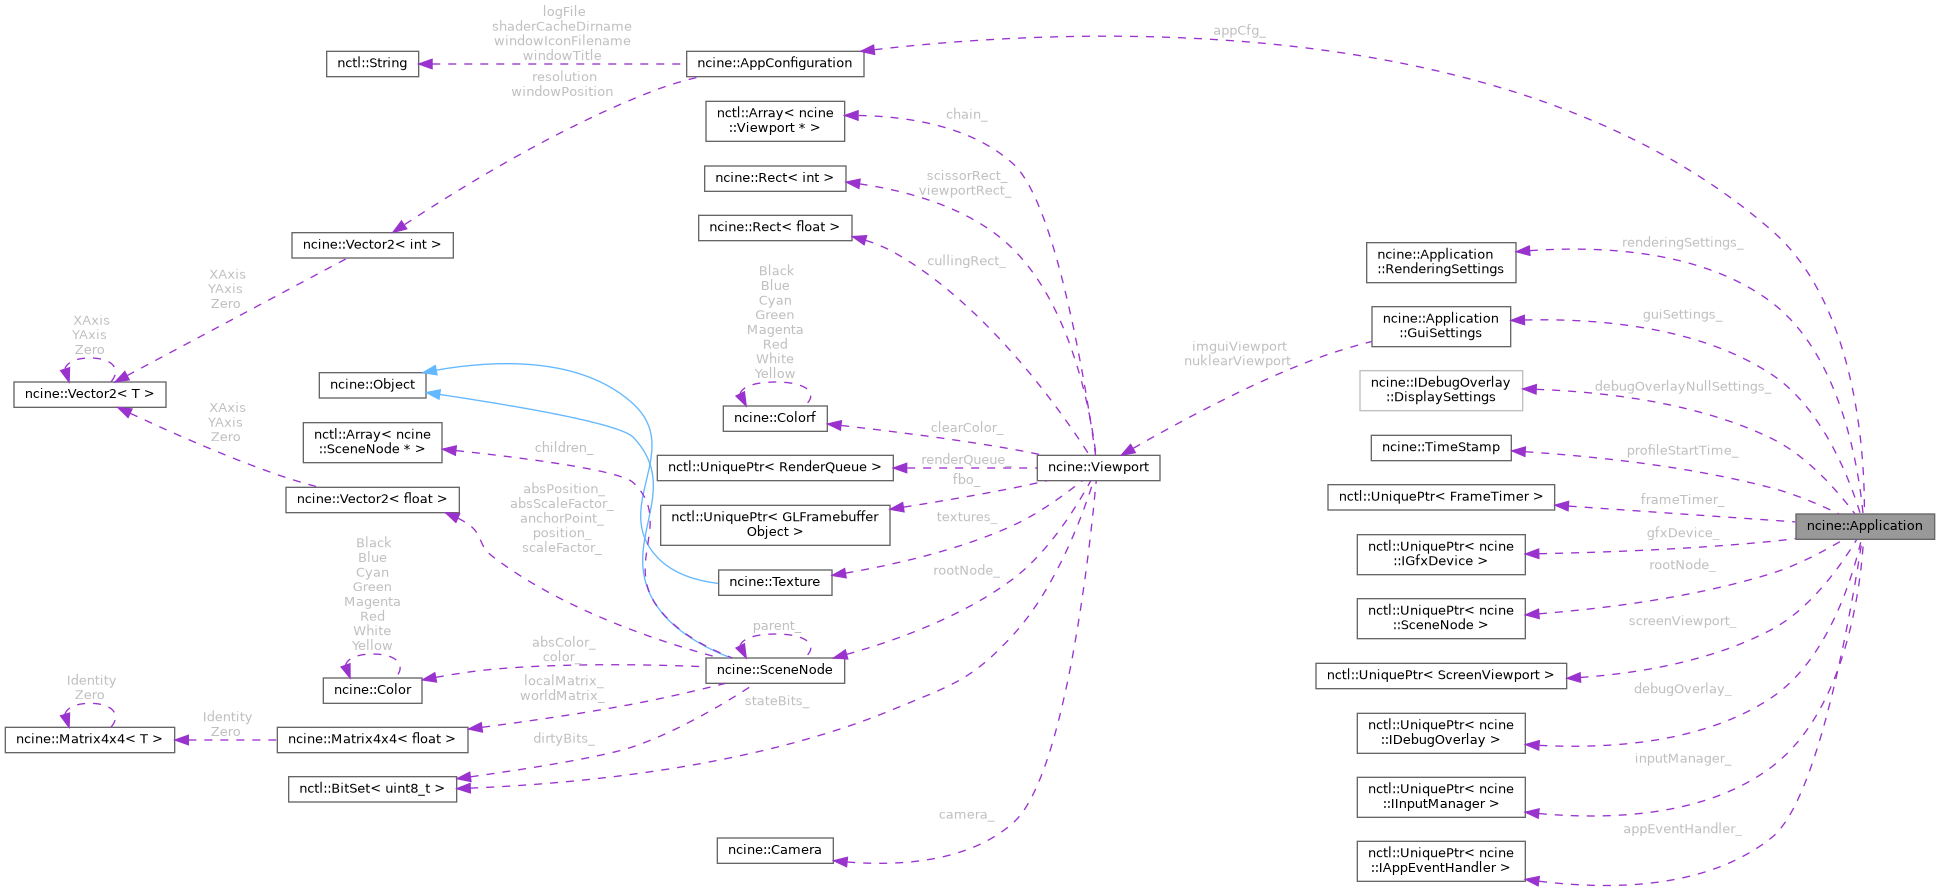 logFile
shaderCacheDirname
windowIconFilename
windowTitle
nctl::String
ncine::AppConfiguration
appCfg_
resolution
windowPosition
nctl::Array< ncine
::Viewport * >
chain_
ncine::Rect< int >
scissorRect_
viewportRect_
ncine::Rect< float >
cullingRect_
ncine::Vector2< int >
XAxis
YAxis
Zero
XAxis
YAxis
Zero
ncine::Vector2< T >
XAxis
YAxis
Zero
ncine::Vector2< float >
ncine::Object
nctl::Array< ncine
::SceneNode * >
children_
absPosition_
absScaleFactor_
anchorPoint_
position_
scaleFactor_
Black
Blue
Cyan
Green
Magenta
Red
White
Yellow
ncine::Colorf
clearColor_
nctl::UniquePtr< RenderQueue >
renderQueue_
fbo_
nctl::UniquePtr< GLFramebuffer
Object >
textures_
ncine::Texture
rootNode_
parent_
ncine::SceneNode
Black
Blue
Cyan
Green
Magenta
Red
White
Yellow
ncine::Color
absColor_
color_
localMatrix_
worldMatrix_
Identity
Zero
ncine::Matrix4x4< T >
Identity
Zero
ncine::Matrix4x4< float >
dirtyBits_
stateBits_
nctl::BitSet< uint8_t >
camera_
ncine::Camera
ncine::Viewport
imguiViewport
nuklearViewport
ncine::Application
::RenderingSettings
renderingSettings_
ncine::Application
::GuiSettings
guiSettings_
ncine::IDebugOverlay
::DisplaySettings
debugOverlayNullSettings_
ncine::TimeStamp
profileStartTime_
nctl::UniquePtr< FrameTimer >
frameTimer_
ncine::Application
nctl::UniquePtr< ncine
::IGfxDevice >
gfxDevice_
nctl::UniquePtr< ncine
::SceneNode >
rootNode_
nctl::UniquePtr< ScreenViewport >
screenViewport_
nctl::UniquePtr< ncine
::IDebugOverlay >
debugOverlay_
nctl::UniquePtr< ncine
::IInputManager >
inputManager_
nctl::UniquePtr< ncine
::IAppEventHandler >
appEventHandler_